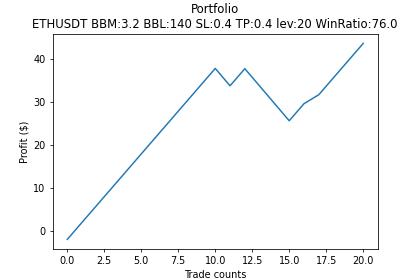 Portfolio
ETHUSDT BBM:3.2 BBL:140 SL:0.4 TP:0.4 lev:20 WinRatio:76.0
40
30
20
10
0
Profit ($)
0.0 2.5 5.0 7.5 10.0 12.5 15.0 17.5 20.0
Trade counts